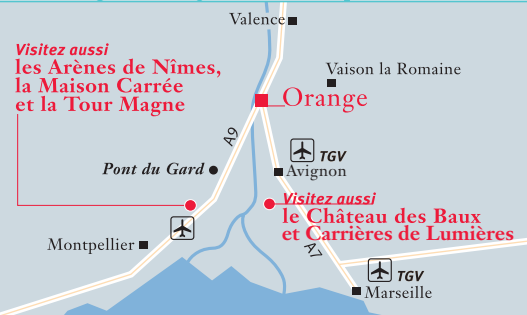 Valence
Visitez aussi
les Arènes de Nîmes,
la Maison Carrée
et la Tour Magne
Vaison la Romaine
Orange
A9
TGV
Pont du Gard
Avignon
Visitez aussi
le Château des Baux
et Carrières de Lumières
Montpellier
A7
TGV
Marseille